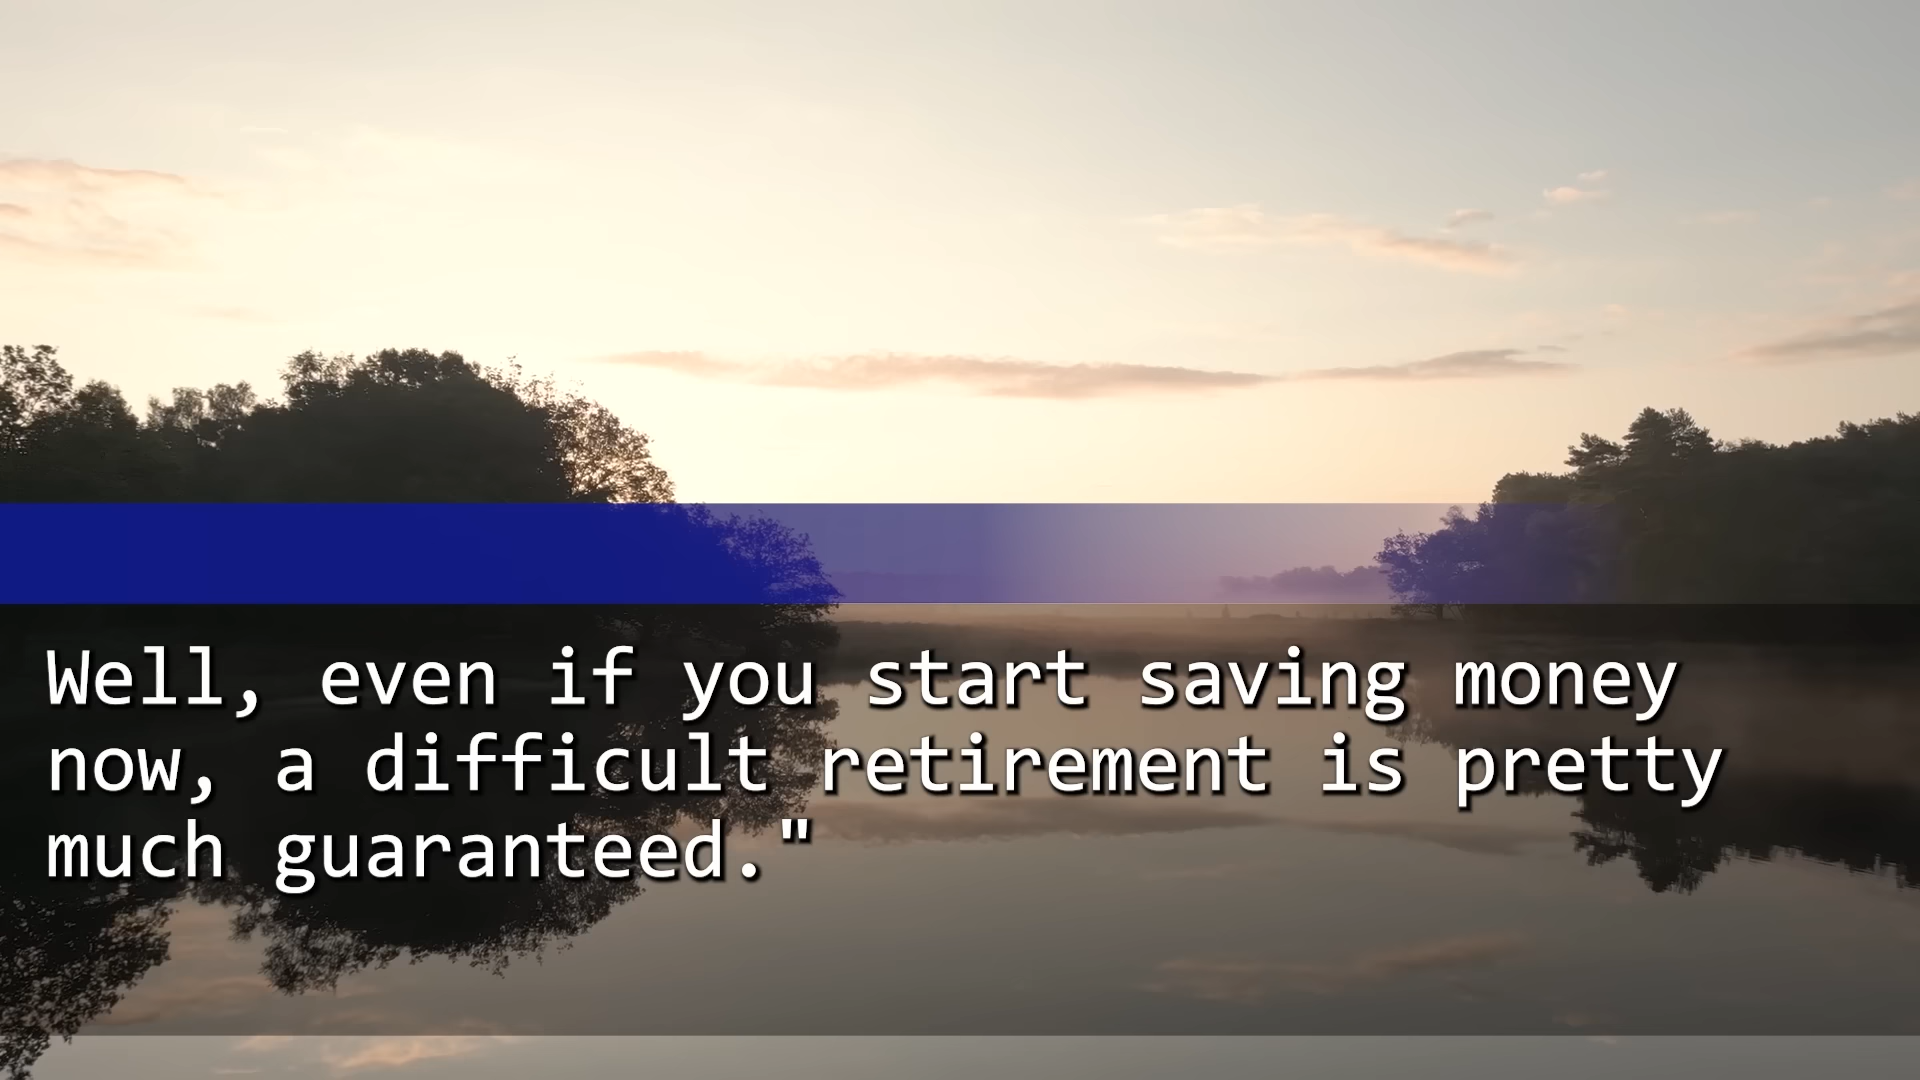 Well, even if you start saving money
now, a difficult retirement is pretty
much guaranteed."